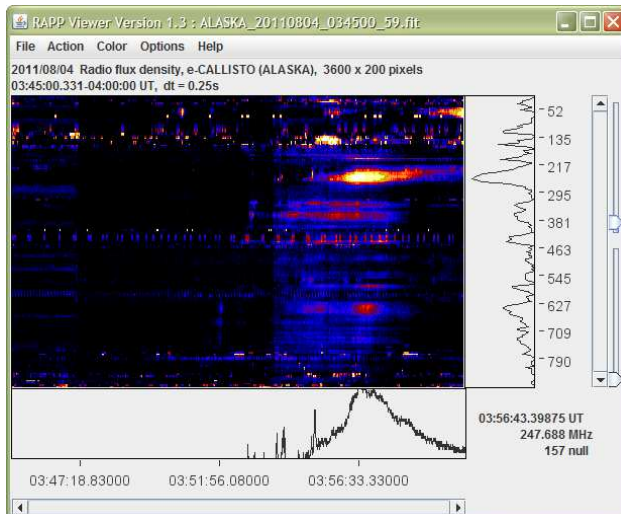 RAPP Viewer Version 1.3 : ALASKA_20110804_034500_59.fit
File Action Color Options Help
2011/08/04 Radio flux density, e-CALLISTO (ALASKA), 3600 x 200 pixels
03:45:00.331-04:00:00 UT, dt = 0.25s
52
135
217
295
381
463
545
627
709
790
03:56:43.39875 UT
247.688 MHz
157 null
03:47:18.83000 03:51:56.08000 03:56:33.33000